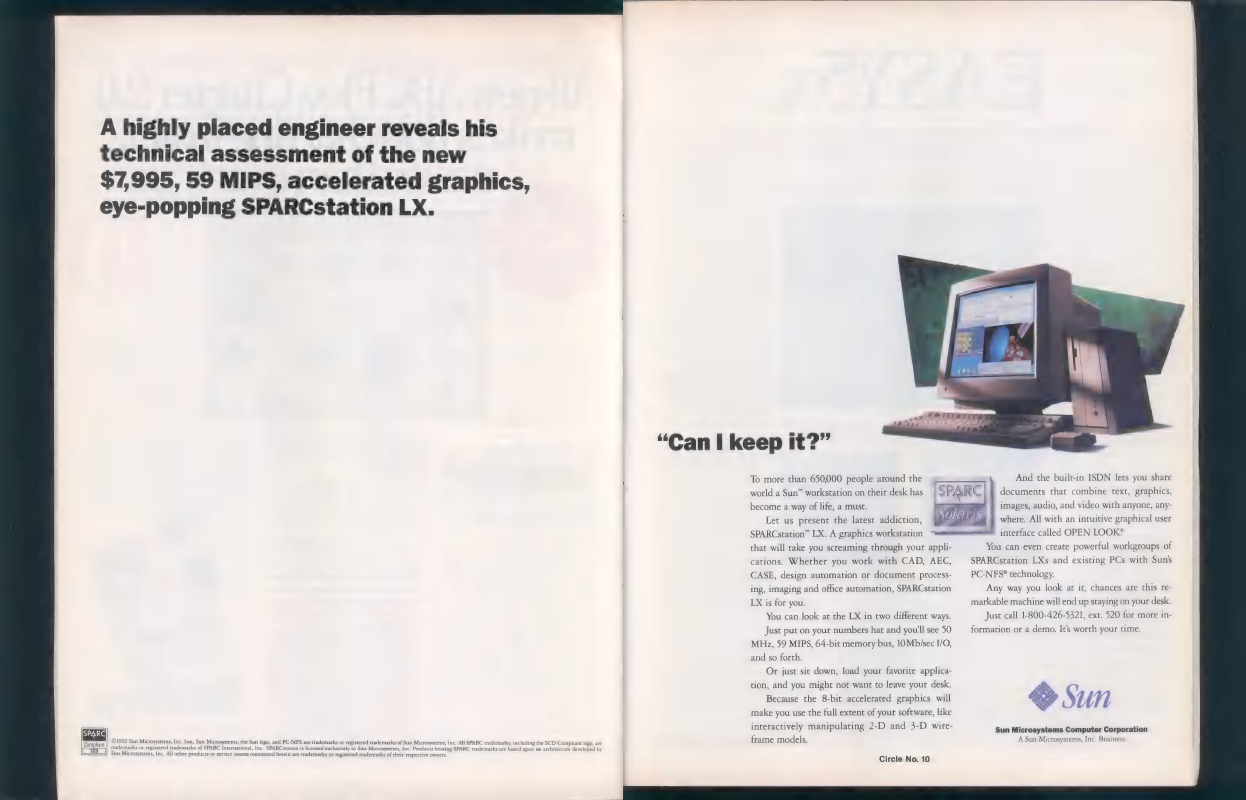 A highly placed engineer reveals his
technical assessment of the new
$7,995, 59 MIPS, accelerated graphics,
eye-popping SPARCstation LX.
SPARC
Compliant
SCD
©1992 Sun Microsystems, Inc. Sun, Sun Microsystems, the Sun logo, and PC-NFS are trademarks or registered trademarks of Sun Microsystems, Inc. All SPARC trademarks, including the SCD Compliant logo, are
trademarks or registered trademarks of SPARC International, Inc. SPARCstation is licensed exclusively to Sun Microsystems, Inc. Products bearing SPARC trademarks are based upon an architecture developed by
Sun Microsystems, Inc. All other products or service names mentioned herein are trademarks or registered trademarks of their respective owners.
“Can I keep it?”
To more than 650,000 people around the
world a Sun™ workstation on their desk has
become a way of life, a must.
Let us present the latest addiction,
SPARCstation™ LX. A graphics workstation
that will take you screaming through your appli-
cations. Whether you work with CAD, AEC,
CASE, design automation or document process-
ing, imaging and office automation, SPARCstation
LX is for you.
You can look at the LX in two different ways.
Just put on your numbers hat and you'll see 50
MHz, 59 MIPS, 64-bit memory bus, 10Mb/sec I/O,
and so forth.
Or just sit down, load your favorite applica-
tion, and you might not want to leave your desk.
Because the 8-bit accelerated graphics will
make you use the full extent of your software, like
interactively manipulating 2-D and 3-D wire-
frame models.
SPARC
Solaris
And the built-in ISDN lets you share
documents that combine text, graphics,
images, audio, and video with anyone, any-
where. All with an intuitive graphical user
interface called OPEN LOOK®
You can even create powerful workgroups of
SPARCstation LXs and existing PCs with Sun's
PC-NFS® technology.
Any way you look at it, chances are this re-
markable machine will end up staying on your desk.
Just call 1-800-426-5321, ext. 520 for more in-
formation or a demo. It's worth your time.
Sun
Sun Microsystems Computer Corporation
A Sun Microsystems, Inc. Business
Circle No. 10